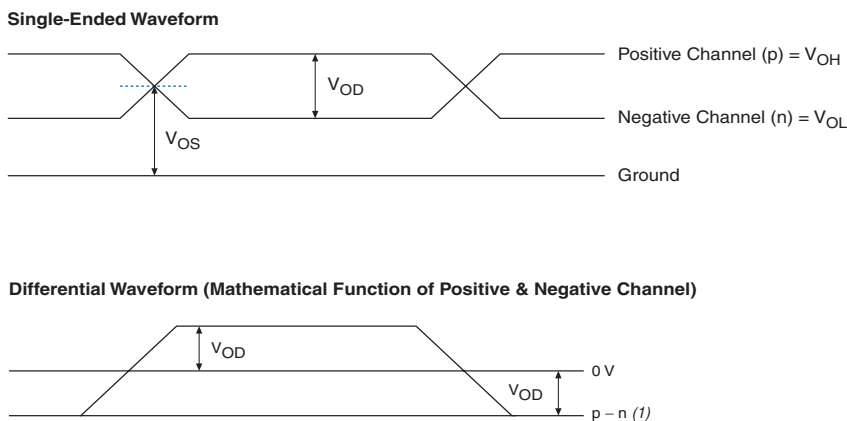 Single-Ended Waveform
Positive Channel (p) = VOH
VOD
Negative Channel (n) = VOL
VOS
Ground
Differential Waveform (Mathematical Function of Positive & Negative Channel)
VOD
0 V
VOD
p − n (1)